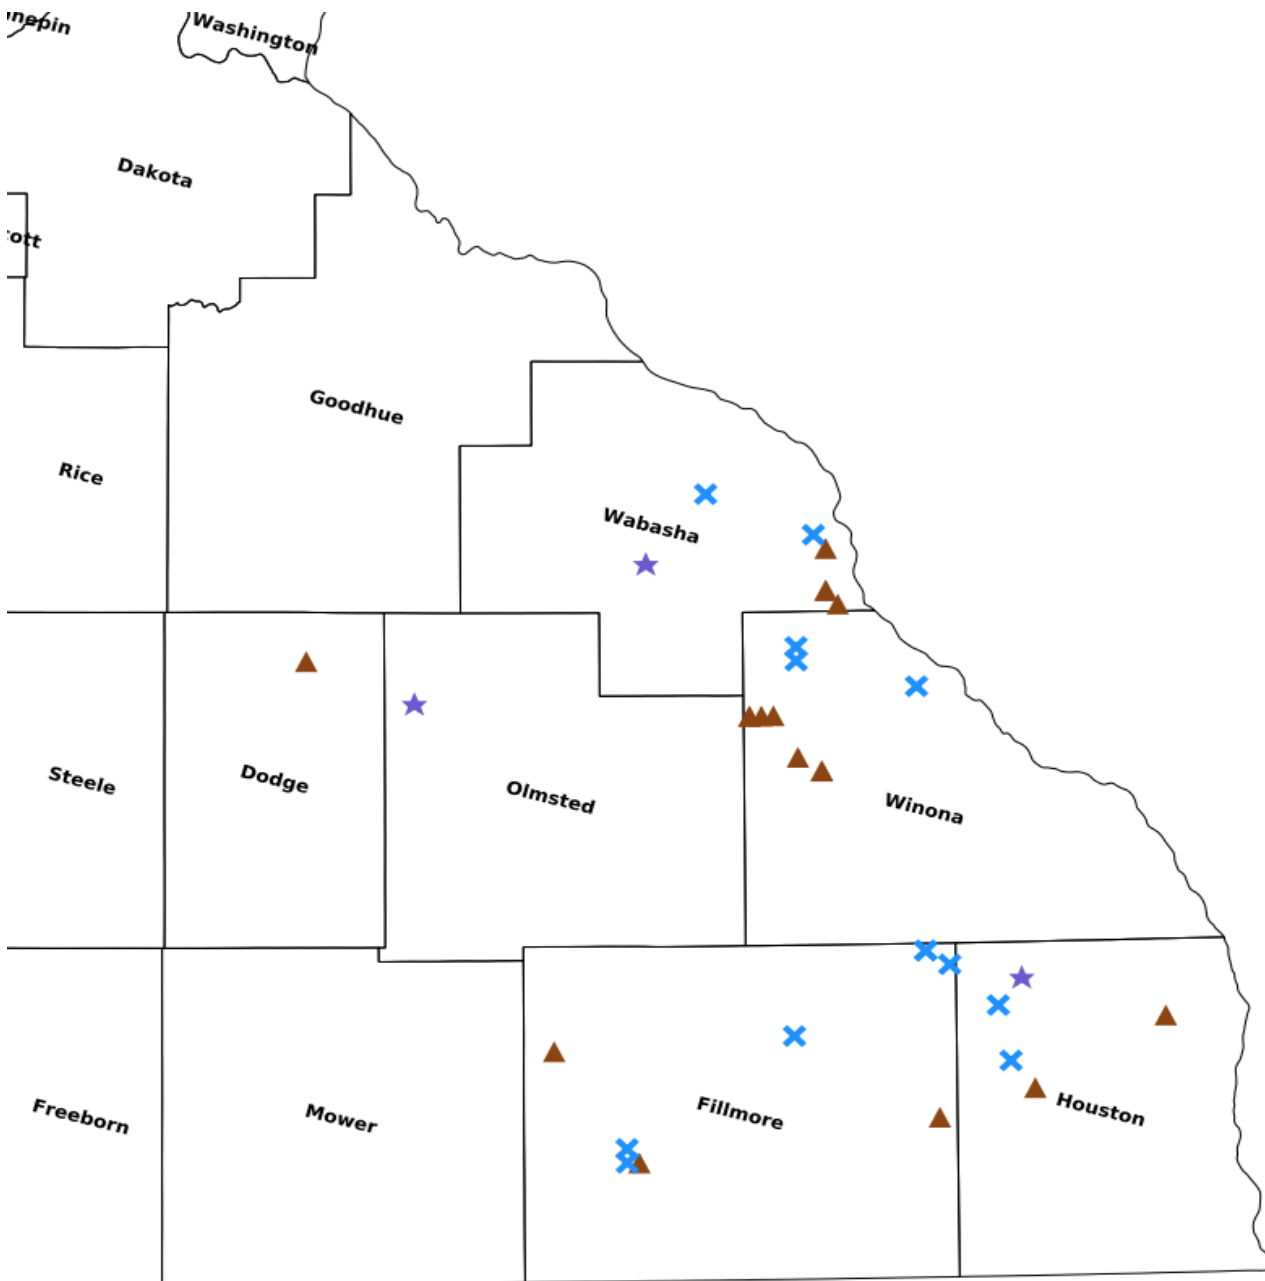 Washington
Dakota
Goodhue
Rice
Wabasha
Steele
Dodge
Olmsted
Winona
Freeborn
Mower
Fillmore
Houston